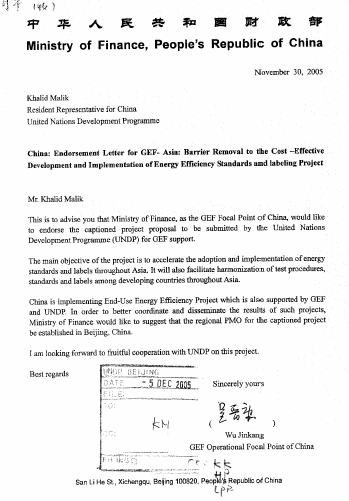 中华人民共和国财政部
Ministry of Finance, People's Republic of China
November 30, 2005
Khalid Malik
Resident Representative for China
United Nations Development Programme
China: Endorsement Letter for GEF- Asia: Barrier Removal to the Cost –Effective
Development and Implementation of Energy Efficiency Standards and labeling Project
Mr. Khalid Malik
This is to advise you that Ministry of Finance, as the GEF Focal Point of China, would like
to endorse the captioned project proposal to be submitted by the United Nations
Development Programme (UNDP) for GEF support.
The main objective of the project is to accelerate the adoption and implementation of energy
standards and labels throughout Asia. It will also facilitate harmonization of test procedures,
standards and labels among developing countries throughout Asia.
China is implementing End-Use Energy Efficiency Project which is also supported by GEF
and UNDP. In order to better coordinate and disseminate the results of such projects,
Ministry of Finance would like to suggest that the regional PMO for the captioned project
be established in Beijing, China.
I am looking forward to fruitful cooperation with UNDP on this project.
Best regards
UNDP BEIJING
DATE - 5 DEC 2005
FILE:
TO:
KM
CC:
Sincerely yours
( )
Wu Jinkang
GEF Operational Focal Point of China
KK
HP
LPP
San Li He St., Xichengqu, Beijing 100820, People's Republic of China